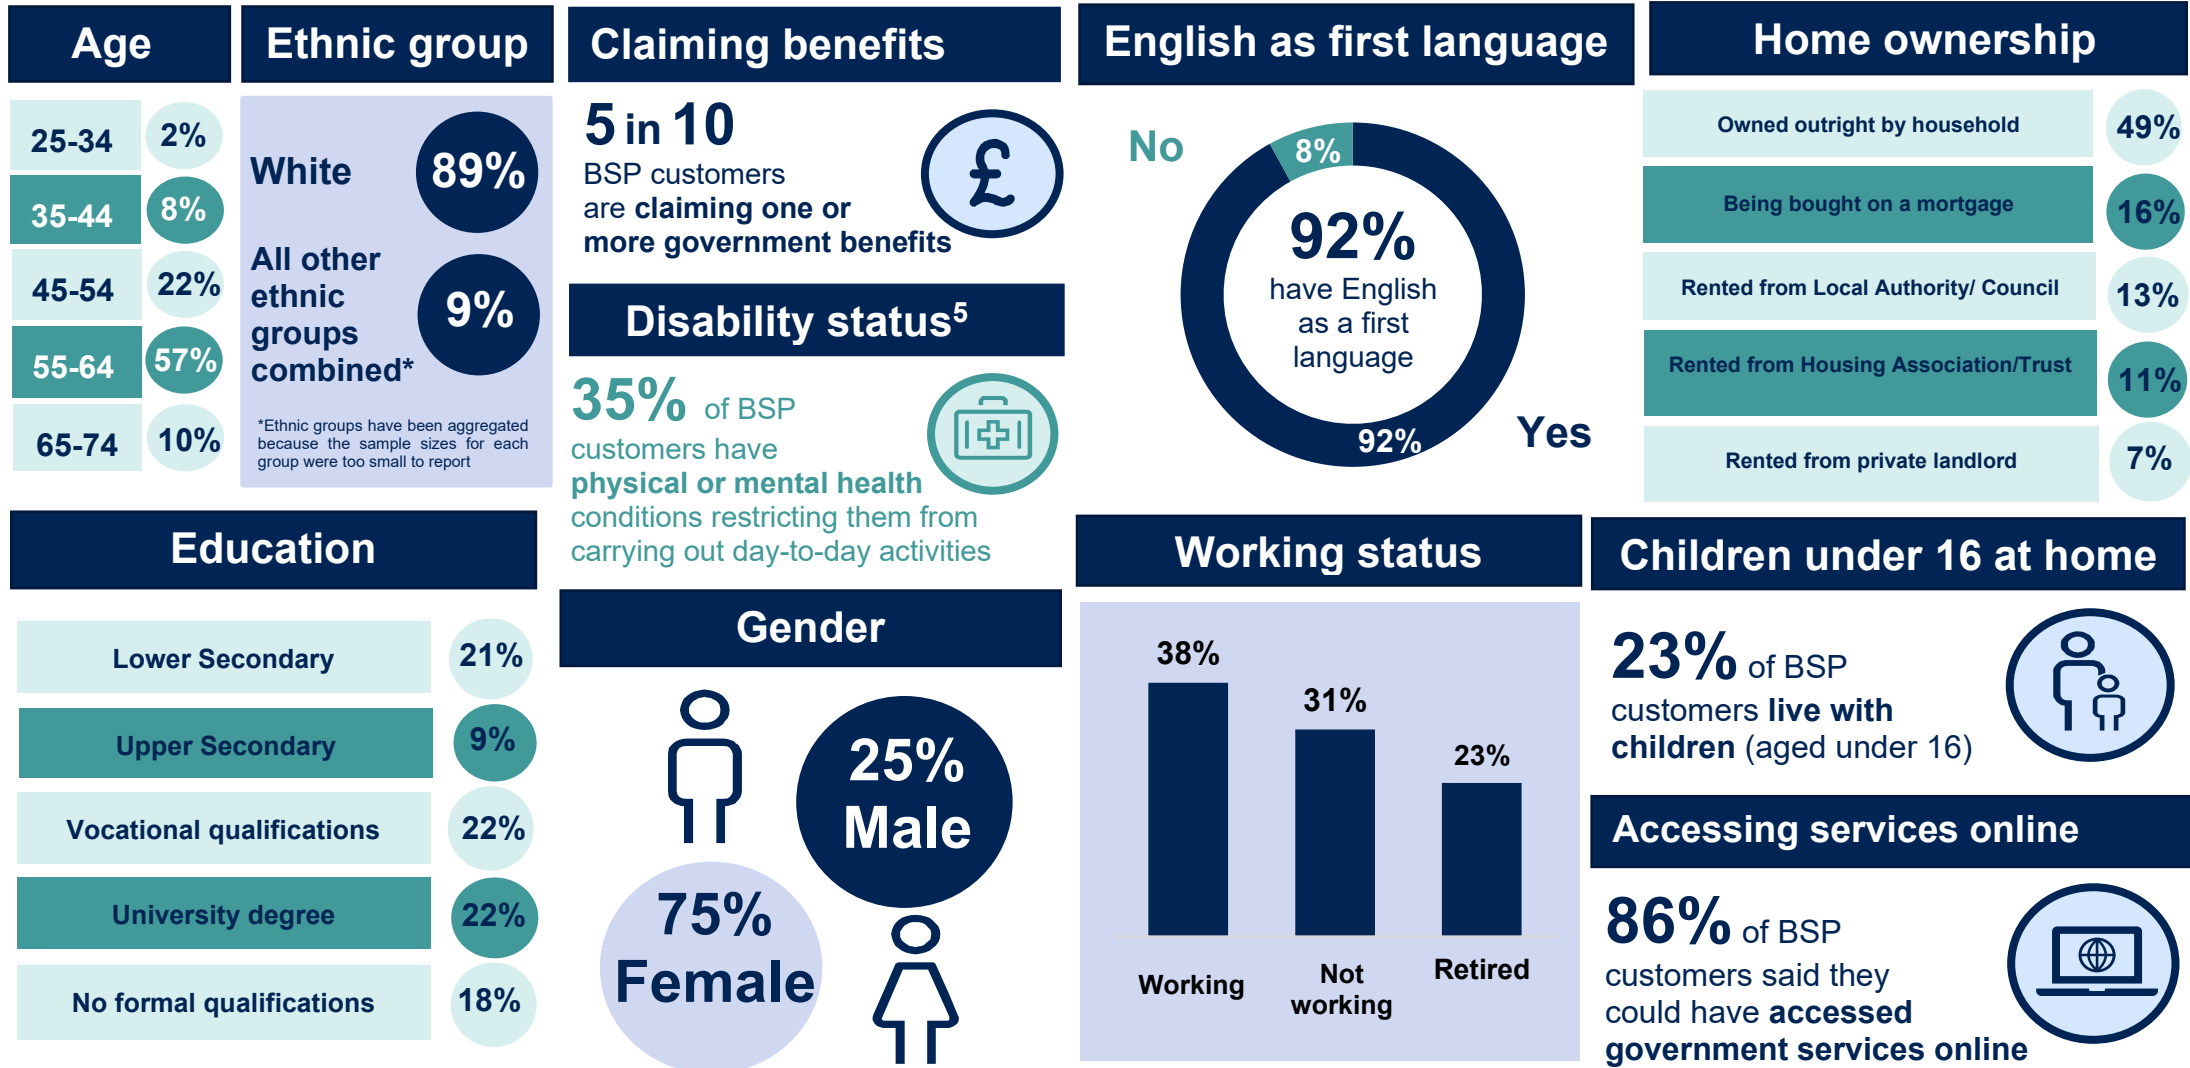 Age
25-34 2%
35-44 8%
45-54 22%
55-64 57%
65-74 10%
Ethnic group
White 89%
All other
ethnic
groups
combined*
9%
*Ethnic groups have been aggregated
because the sample sizes for each
group were too small to report
Claiming benefits
5 in 10
BSP customers
are claiming one or
more government benefits
£
Disability status⁵
35% of BSP
customers have
physical or mental health
conditions restricting them from
carrying out day-to-day activities
English as first language
No
8%
92%
have English
as a first
language
92%
Yes
Home ownership
Owned outright by household 49%
Being bought on a mortgage 16%
Rented from Local Authority/ Council 13%
Rented from Housing Association/Trust 11%
Rented from private landlord 7%
Education
Lower Secondary 21%
Upper Secondary 9%
Vocational qualifications 22%
University degree 22%
No formal qualifications 18%
Gender
25%
Male
75%
Female
Working status
38%
31%
23%
Working
Not
working
Retired
Children under 16 at home
23% of BSP
customers live with
children (aged under 16)
Accessing services online
86% of BSP
customers said they
could have accessed
government services online